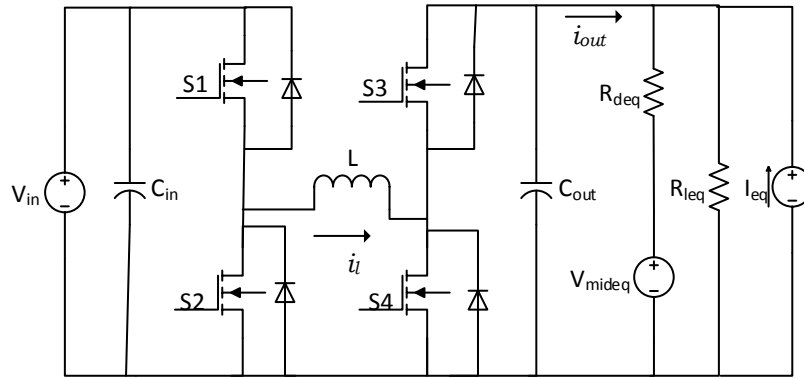 i_out
S1
S3
R_deq
L
V_in
C_in
C_out
R_leq
I_eq
i_l
V_mideq
S2
S4